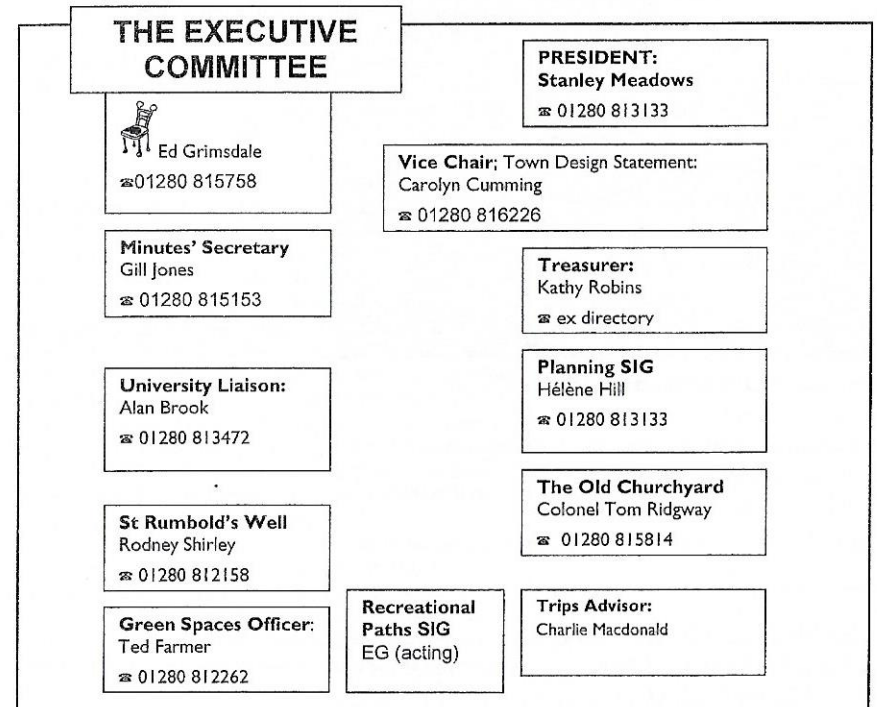 THE EXECUTIVE
COMMITTEE
Ed Grimsdale
☎01280 815758
PRESIDENT:
Stanley Meadows
☎ 01280 813133
Vice Chair; Town Design Statement:
Carolyn Cumming
☎ 01280 816226
Minutes' Secretary
Gill Jones
☎ 01280 815153
Treasurer:
Kathy Robins
☎ ex directory
University Liaison:
Alan Brook
☎ 01280 813472
Planning SIG
Hélène Hill
☎ 01280 813133
The Old Churchyard
Colonel Tom Ridgway
☎ 01280 815814
St Rumbold's Well
Rodney Shirley
☎ 01280 812158
Green Spaces Officer:
Ted Farmer
☎ 01280 812262
Recreational
Paths SIG
EG (acting)
Trips Advisor:
Charlie Macdonald